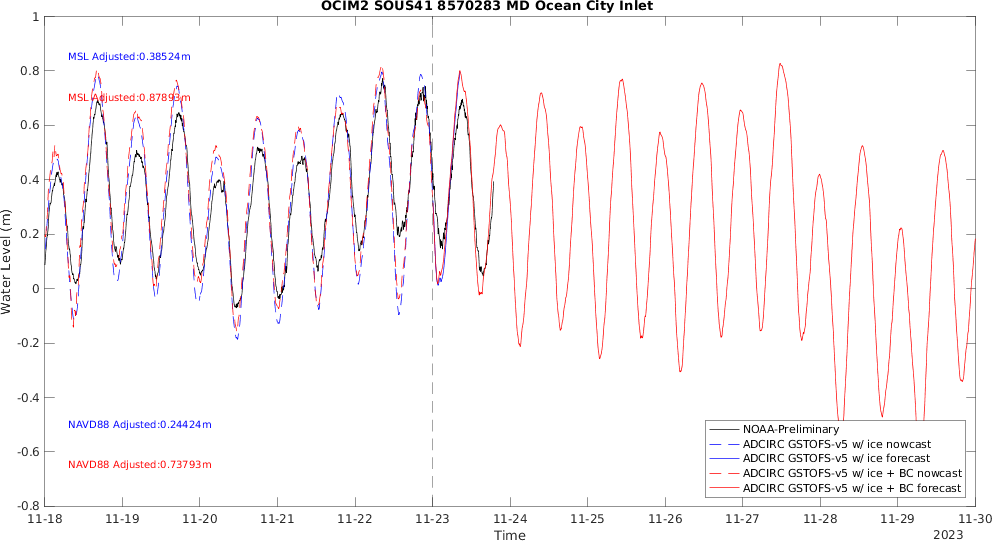 OCIM2 SOUS41 8570283 MD Ocean City Inlet
1
0.8
0.6
0.4
0.2
0
-0.2
-0.4
-0.6
-0.8
Water Level (m)
MSL Adjusted:0.38524m
MSL Adjusted:0.87893m
NAVD88 Adjusted:0.24424m
NAVD88 Adjusted:0.73793m
NOAA-Preliminary
ADCIRC GSTOFS-v5 w/ ice nowcast
ADCIRC GSTOFS-v5 w/ ice forecast
ADCIRC GSTOFS-v5 w/ ice + BC nowcast
ADCIRC GSTOFS-v5 w/ ice + BC forecast
11-18 11-19 11-20 11-21 11-22 11-23 11-24 11-25 11-26 11-27 11-28 11-29 11-30
Time
2023